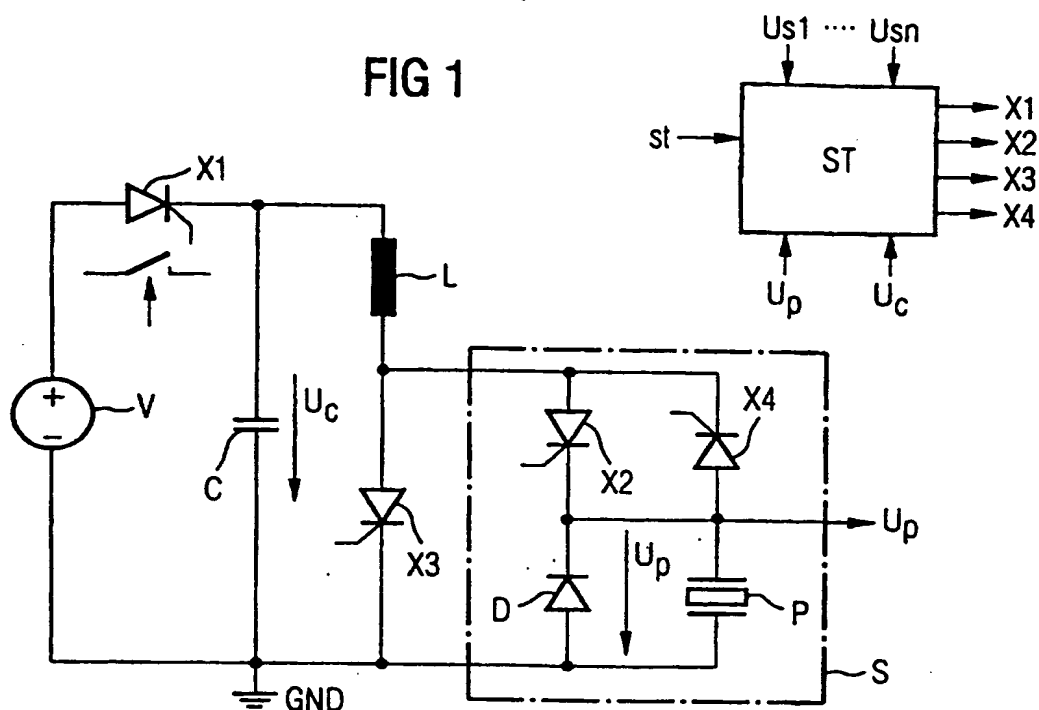 FIG 1
Us1 ···· Usn
st
ST
X1
X2
X3
X4
Up
Uc
X1
L
V
+
−
C
Uc
X3
X2
X4
Up
Up
D
P
S
GND